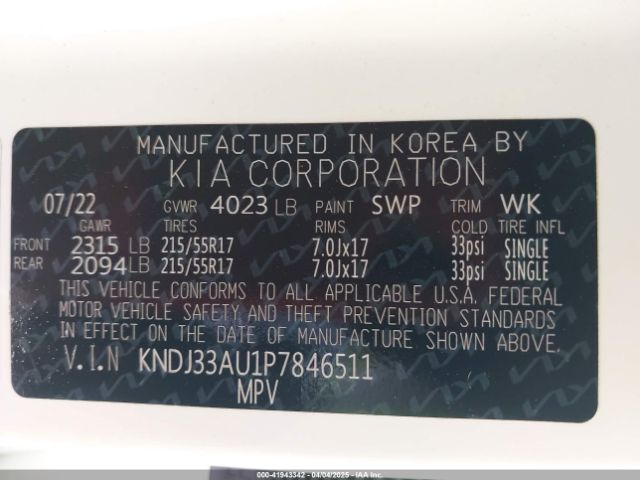 MANUFACTURED IN KOREA BY
KIA CORPORATION
07/22 GVWR 4023 LB PAINT SWP TRIM WK
GAWR TIRES RIMS COLD TIRE INFL
FRONT 2315 LB 215/55R17 7.0Jx17 33psi SINGLE
REAR 2094 LB 215/55R17 7.0Jx17 33psi SINGLE
THIS VEHICLE CONFORMS TO ALL APPLICABLE U.S.A. FEDERAL
MOTOR VEHICLE SAFETY AND THEFT PREVENTION STANDARDS
IN EFFECT ON THE DATE OF MANUFACTURE SHOWN ABOVE.
V.I.N KNDJ33AU1P7846511
MPV
000-41943342 - 04/04/2025 - IAA, Inc.